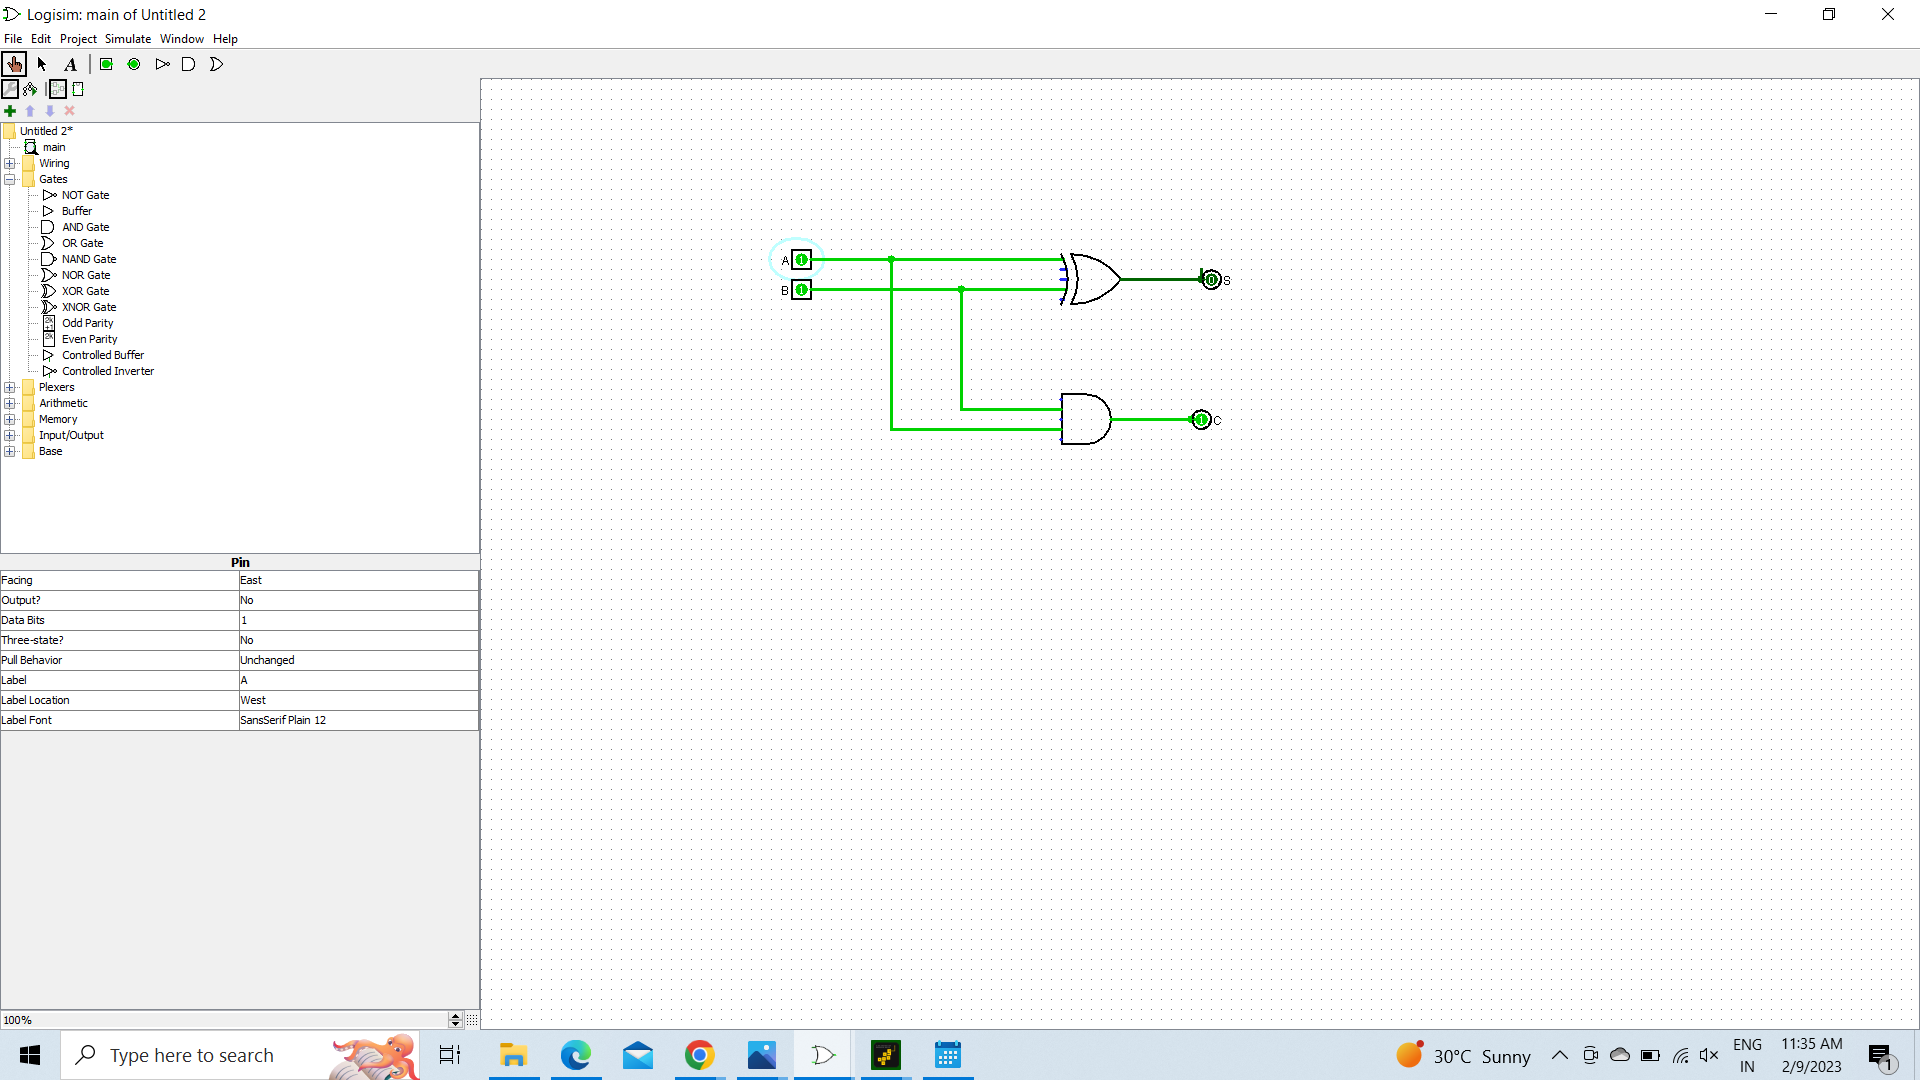 Logisim: main of Untitled 2
File Edit Project Simulate Window Help
A
Untitled 2*
main
Wiring
Gates
NOT Gate
Buffer
AND Gate
OR Gate
NAND Gate
NOR Gate
XOR Gate
XNOR Gate
Odd Parity
Even Parity
Controlled Buffer
Controlled Inverter
Plexers
Arithmetic
Memory
Input/Output
Base
Pin
Facing East
Output? No
Data Bits 1
Three-state? No
Pull Behavior Unchanged
Label A
Label Location West
Label Font SansSerif Plain 12
100%
A 1
B 1
0 S
1 C
Type here to search
30°C Sunny
ENG
IN
11:35 AM
2/9/2023
1